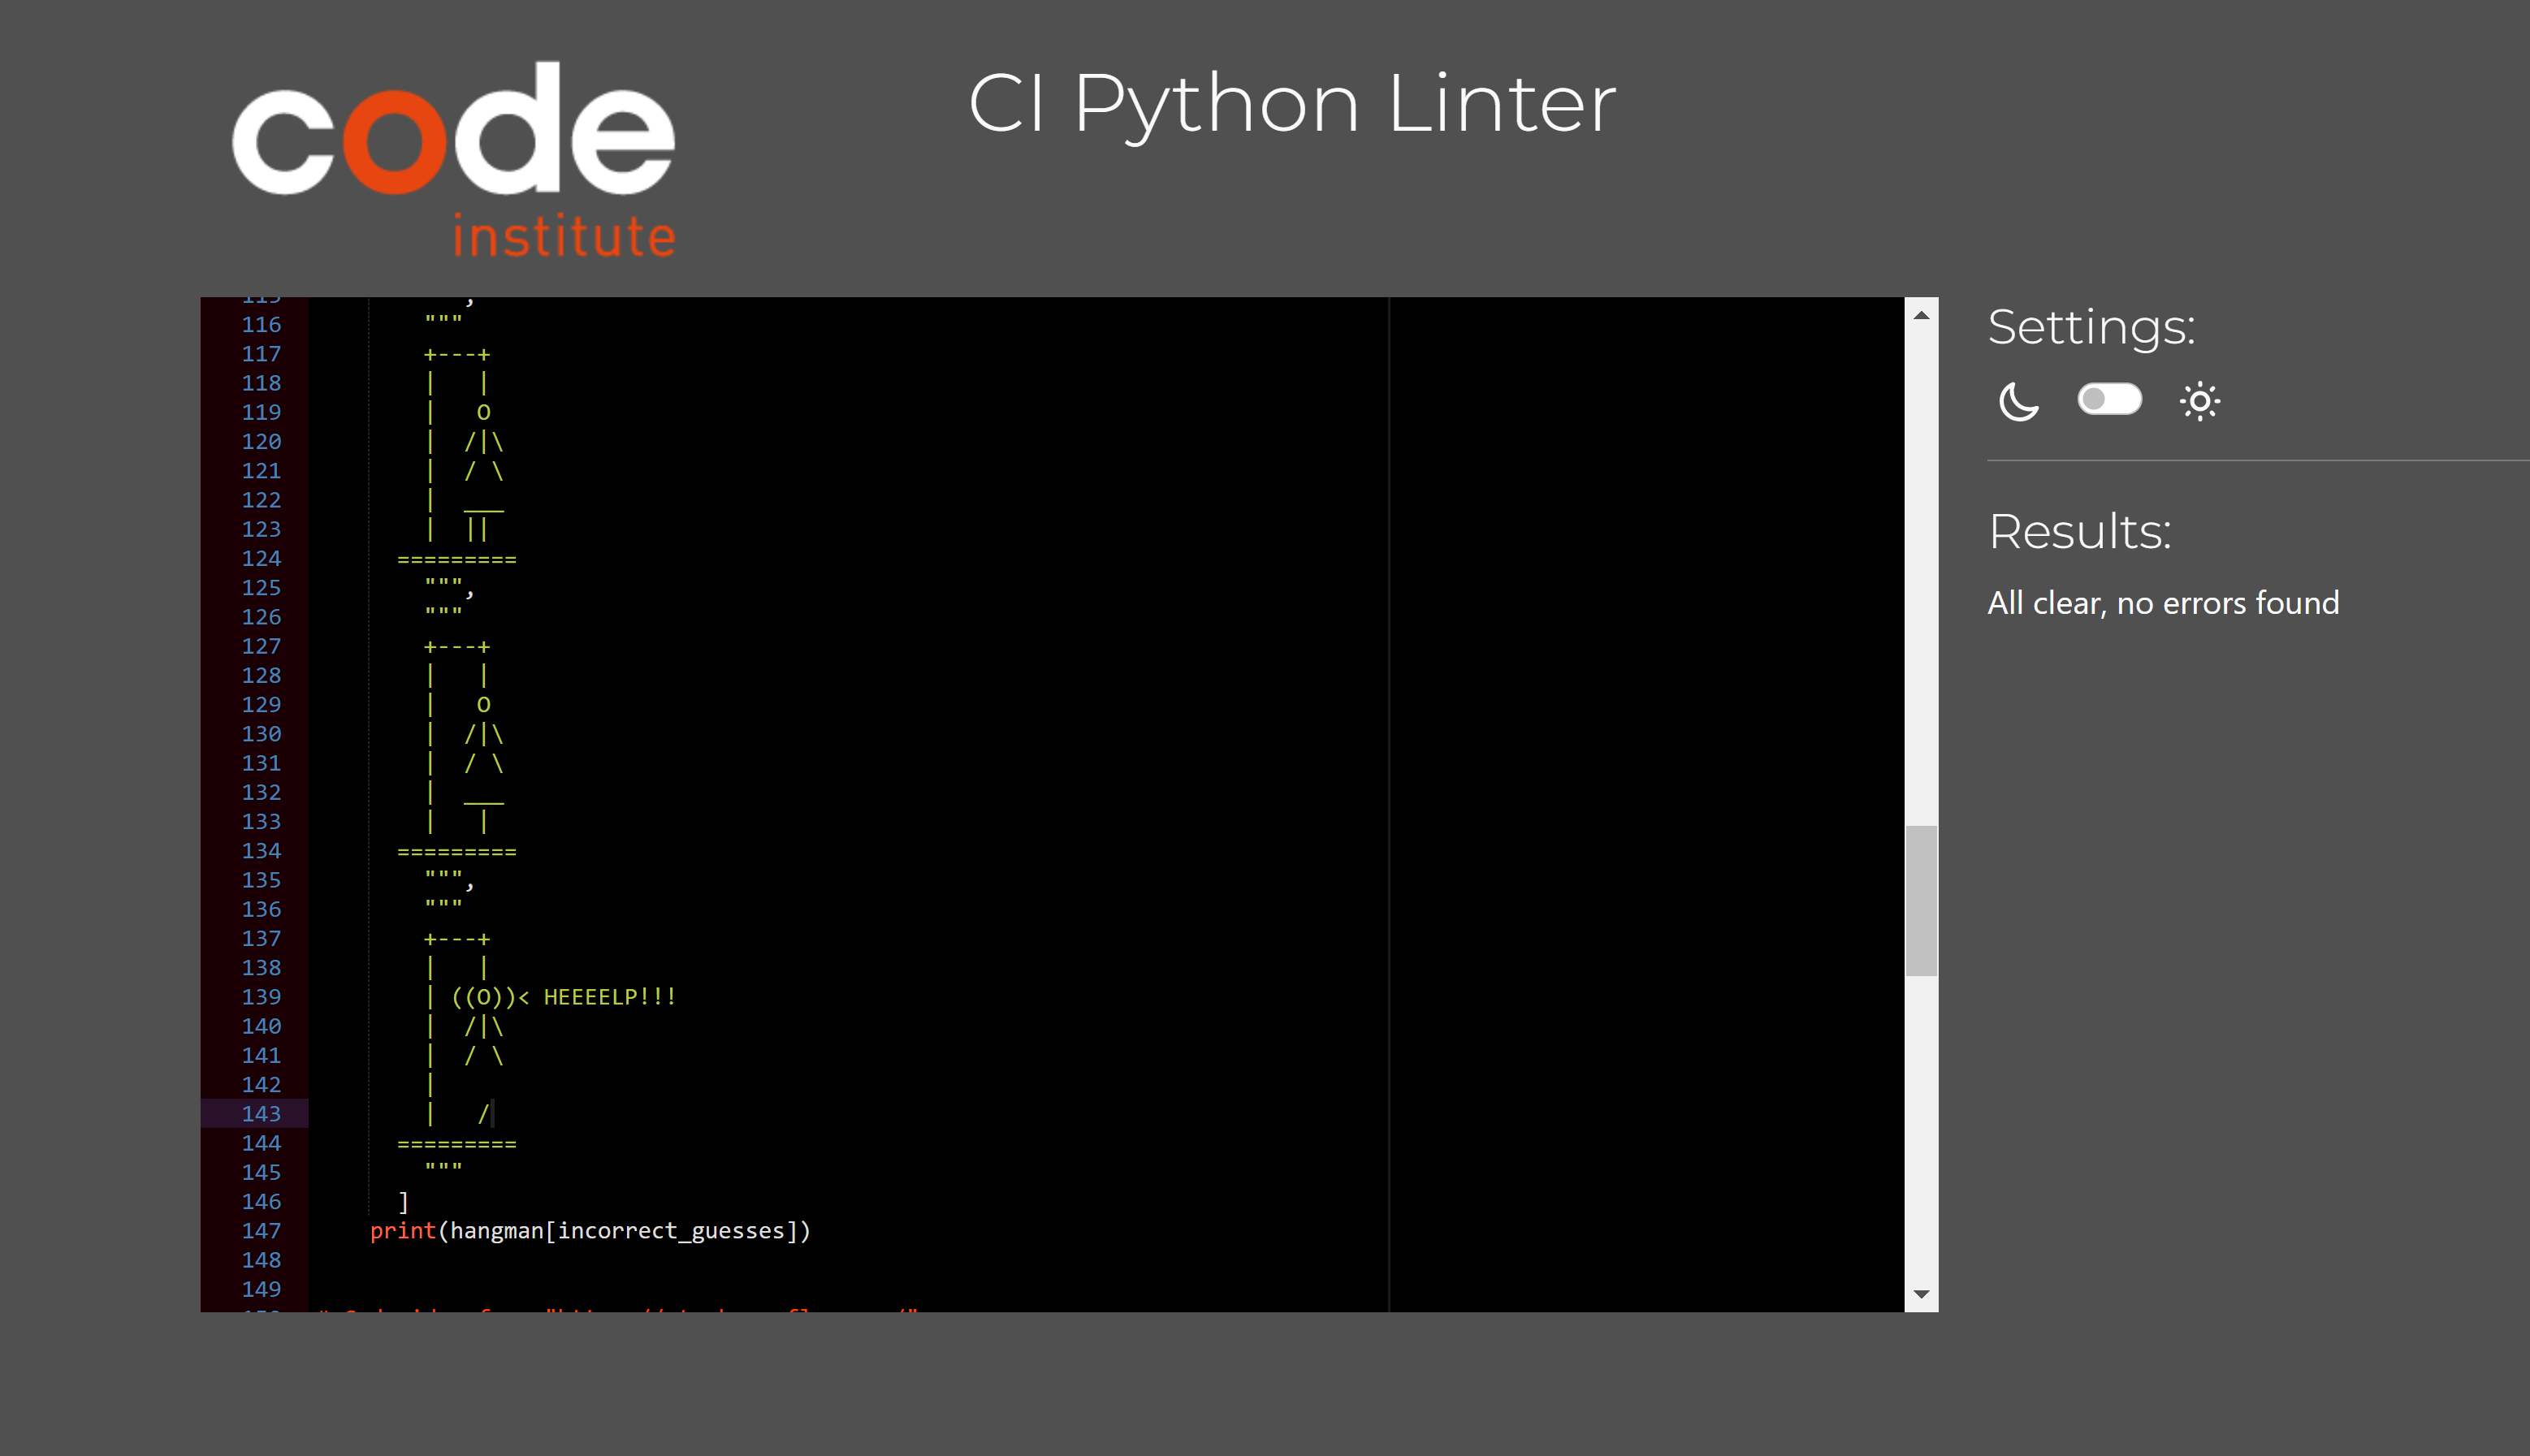 code
institute
CI Python Linter
Settings:
Results:
All clear, no errors found
",
116 """
117 +---+
118 |   |
119 |   O
120 |  /|\
121 |  / \
122 |  ___
123 |  ||
124 =========
125 """,
126 """
127 +---+
128 |   |
129 |   O
130 |  /|\
131 |  / \
132 |  ___
133 |   |
134 =========
135 """,
136 """
137 +---+
138 |   |
139 | ((O))< HEEEELP!!!
140 |  /|\
141 |  / \
142 |
143 |   /
144 =========
145 """
146 ]
147 print(hangman[incorrect_guesses])
148
149